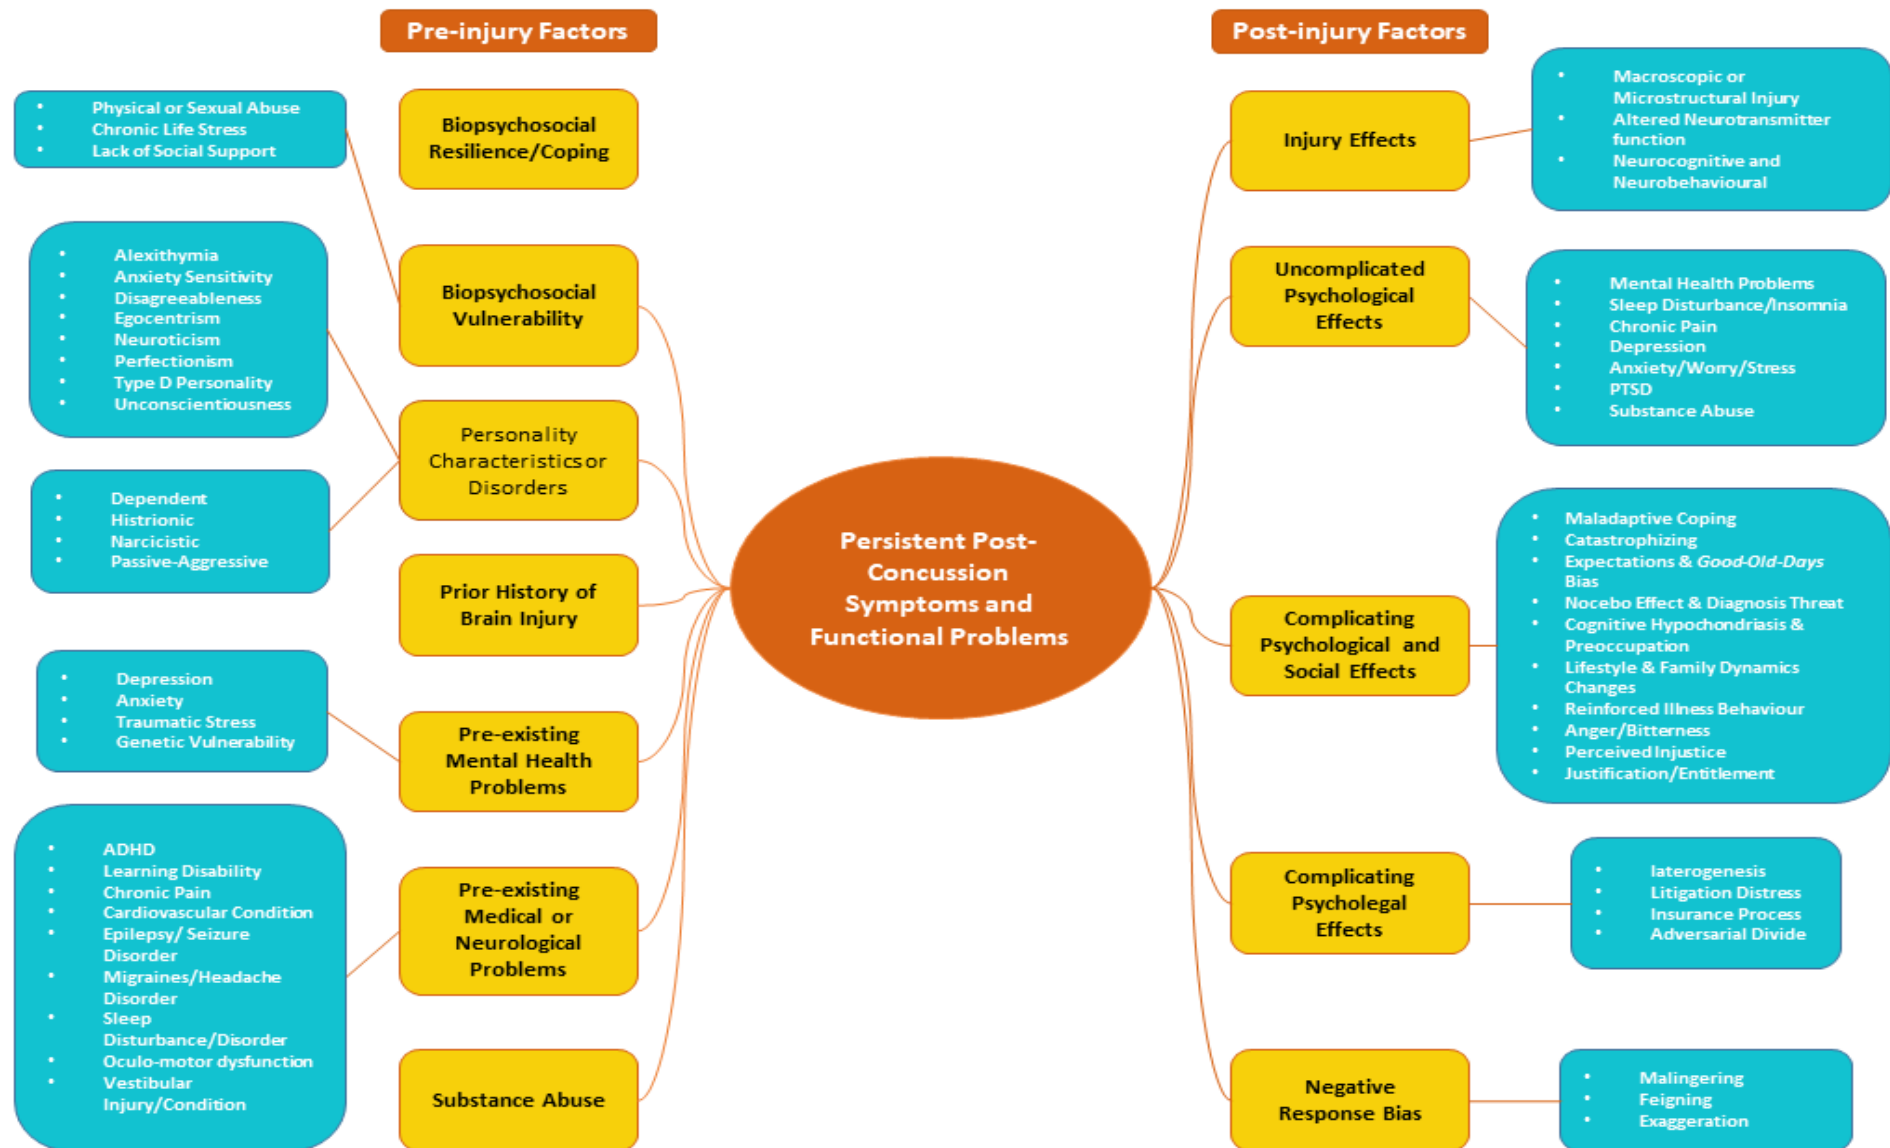 Pre-injury Factors
Post-injury Factors
• Physical or Sexual Abuse
• Chronic Life Stress
• Lack of Social Support
Biopsychosocial
Resilience/Coping
• Alexithymia
• Anxiety Sensitivity
• Disagreeableness
• Egocentrism
• Neuroticism
• Perfectionism
• Type D Personality
• Unconscientiousness
Biopsychosocial
Vulnerability
Personality
Characteristics or
Disorders
• Dependent
• Histrionic
• Narcicistic
• Passive-Aggressive
Prior History of
Brain Injury
• Depression
• Anxiety
• Traumatic Stress
• Genetic Vulnerability
Pre-existing
Mental Health
Problems
• ADHD
• Learning Disability
• Chronic Pain
• Cardiovascular Condition
• Epilepsy/ Seizure
Disorder
• Migraines/Headache
Disorder
• Sleep
Disturbance/Disorder
• Oculo-motor dysfunction
• Vestibular
Injury/Condition
Pre-existing
Medical or
Neurological
Problems
Substance Abuse
Persistent Post-
Concussion
Symptoms and
Functional Problems
Injury Effects
• Macroscopic or
Microstructural Injury
• Altered Neurotransmitter
function
• Neurocognitive and
Neurobehavioural
Uncomplicated
Psychological
Effects
• Mental Health Problems
• Sleep Disturbance/Insomnia
• Chronic Pain
• Depression
• Anxiety/Worry/Stress
• PTSD
• Substance Abuse
Complicating
Psychological and
Social Effects
• Maladaptive Coping
• Catastrophizing
• Expectations & Good-Old-Days
Bias
• Nocebo Effect & Diagnosis Threat
• Cognitive Hypochondriasis &
Preoccupation
• Lifestyle & Family Dynamics
Changes
• Reinforced Illness Behaviour
• Anger/Bitterness
• Perceived Injustice
• Justification/Entitlement
Complicating
Psycholegal
Effects
• Iaterogenesis
• Litigation Distress
• Insurance Process
• Adversarial Divide
Negative
Response Bias
• Malingering
• Feigning
• Exaggeration